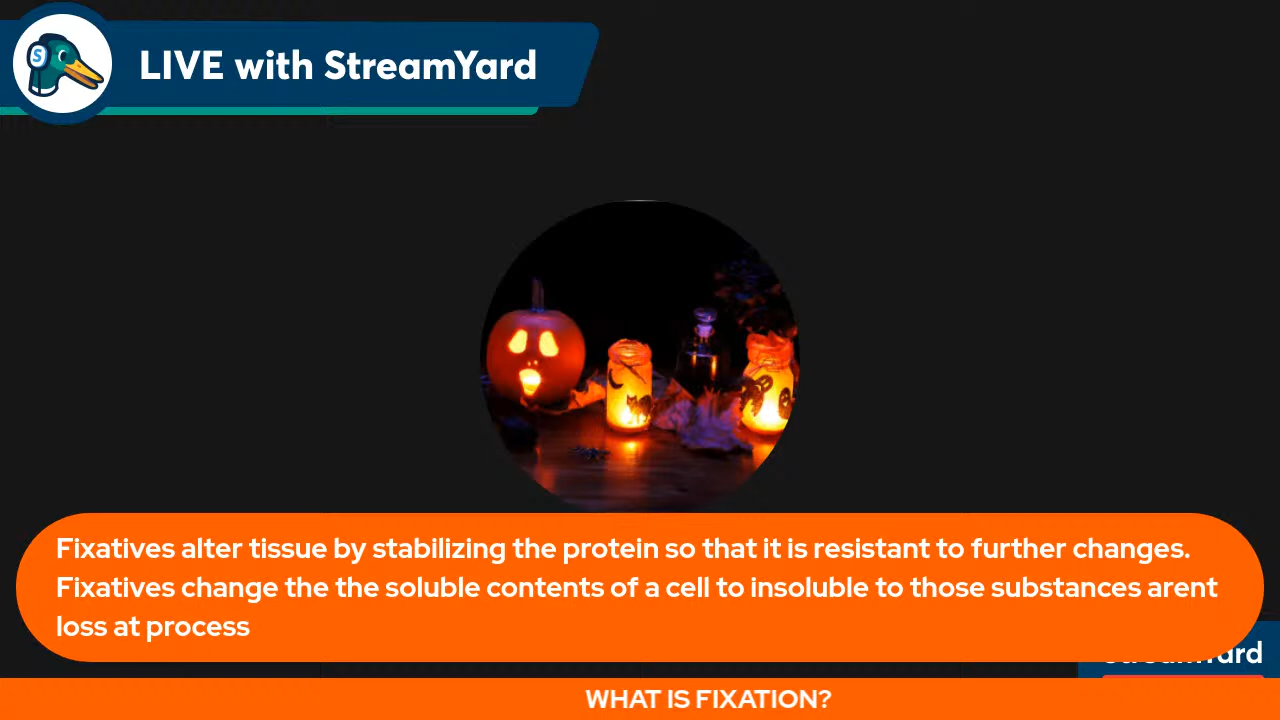 S
LIVE with StreamYard
Fixatives alter tissue by stabilizing the protein so that it is resistant to further changes.
Fixatives change the the soluble contents of a cell to insoluble to those substances arent
loss at process
WHAT IS FIXATION?